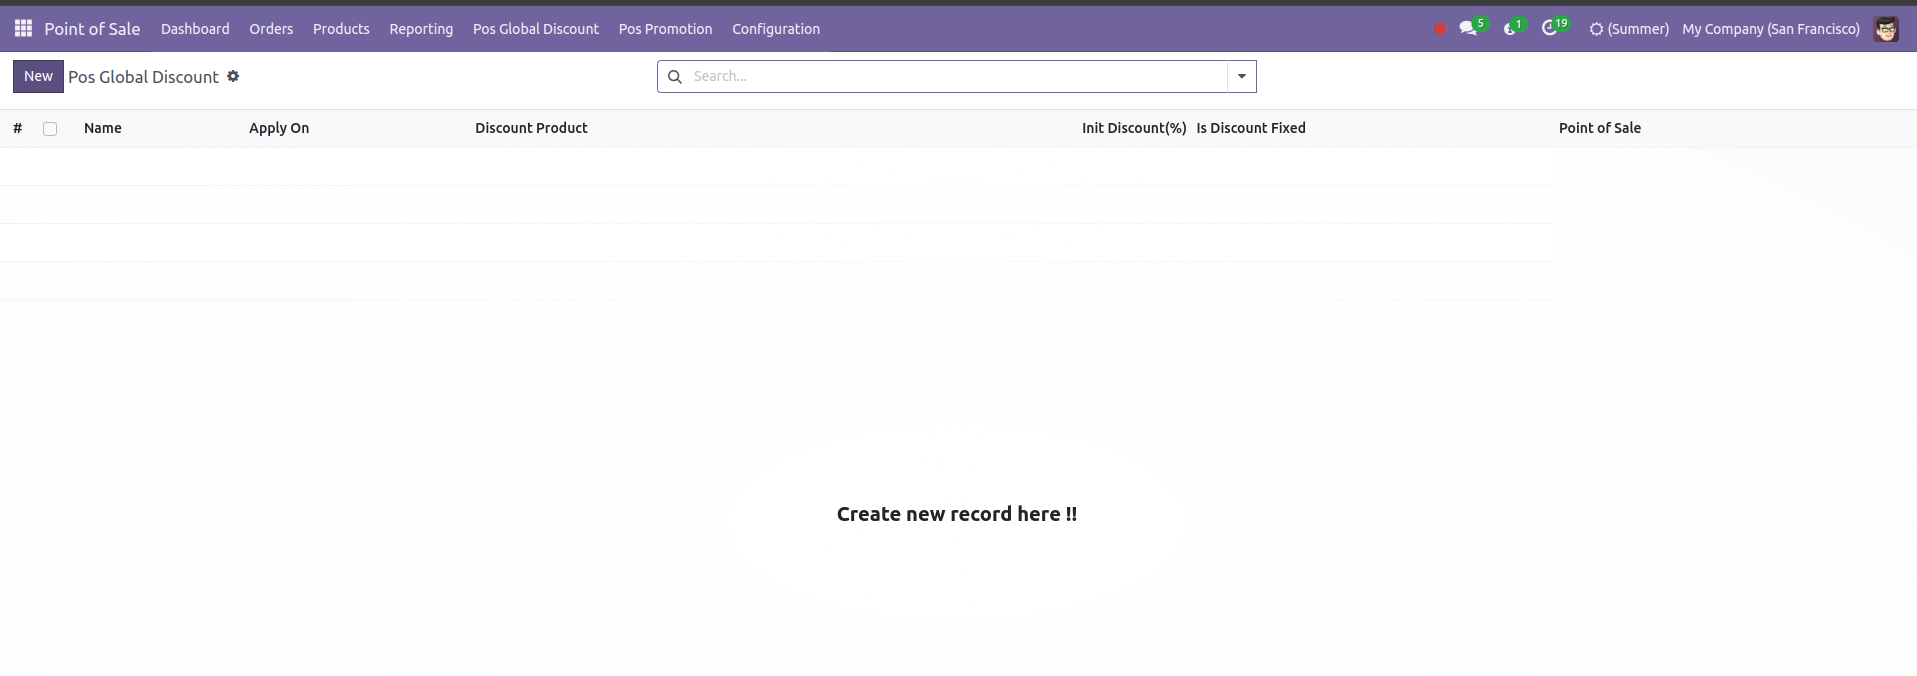 Point of Sale Dashboard Orders Products Reporting Pos Global Discount Pos Promotion Configuration 5 1 19 (Summer) My Company (San Francisco)
New Pos Global Discount Search...
# Name Apply On Discount Product Init Discount(%) Is Discount Fixed Point of Sale
Create new record here !!